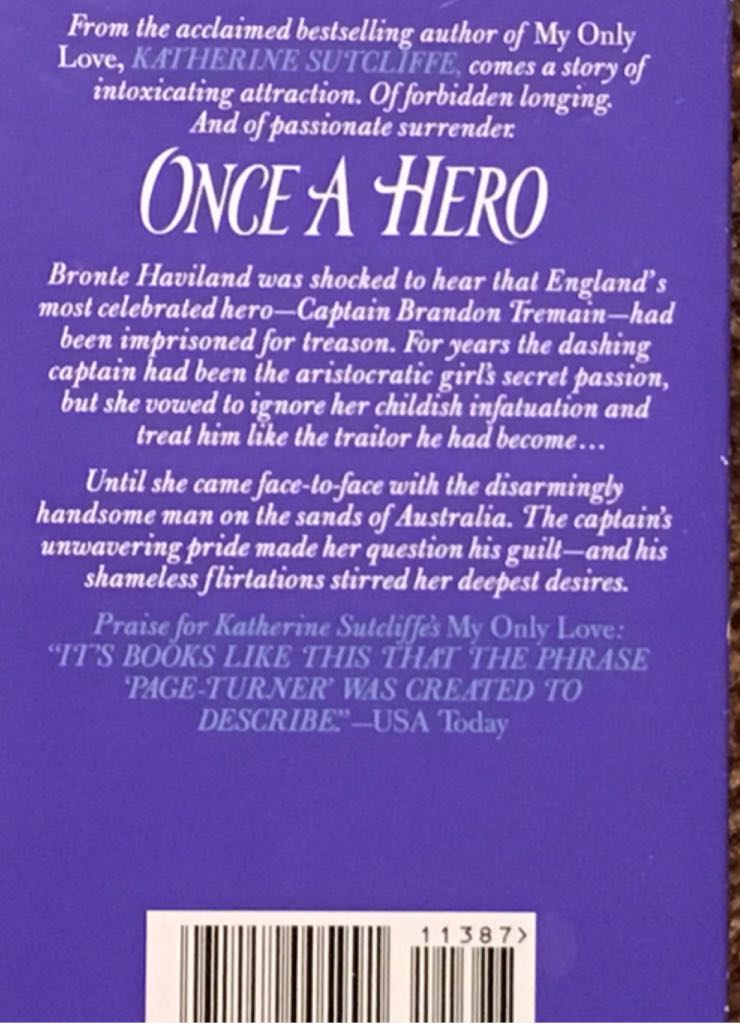 From the acclaimed bestselling author of My Only
Love, KATHERINE SUTCLIFFE, comes a story of
intoxicating attraction. Of forbidden longing.
And of passionate surrender.
ONCE A HERO
Bronte Haviland was shocked to hear that England's
most celebrated hero—Captain Brandon Tremain—had
been imprisoned for treason. For years the dashing
captain had been the aristocratic girl's secret passion,
but she vowed to ignore her childish infatuation and
treat him like the traitor he had become...
Until she came face-to-face with the disarmingly
handsome man on the sands of Australia. The captain's
unwavering pride made her question his guilt—and his
shameless flirtations stirred her deepest desires.
Praise for Katherine Sutcliffe's My Only Love:
"IT'S BOOKS LIKE THIS THAT THE PHRASE
'PAGE-TURNER' WAS CREATED TO
DESCRIBE."—USA Today
11387>